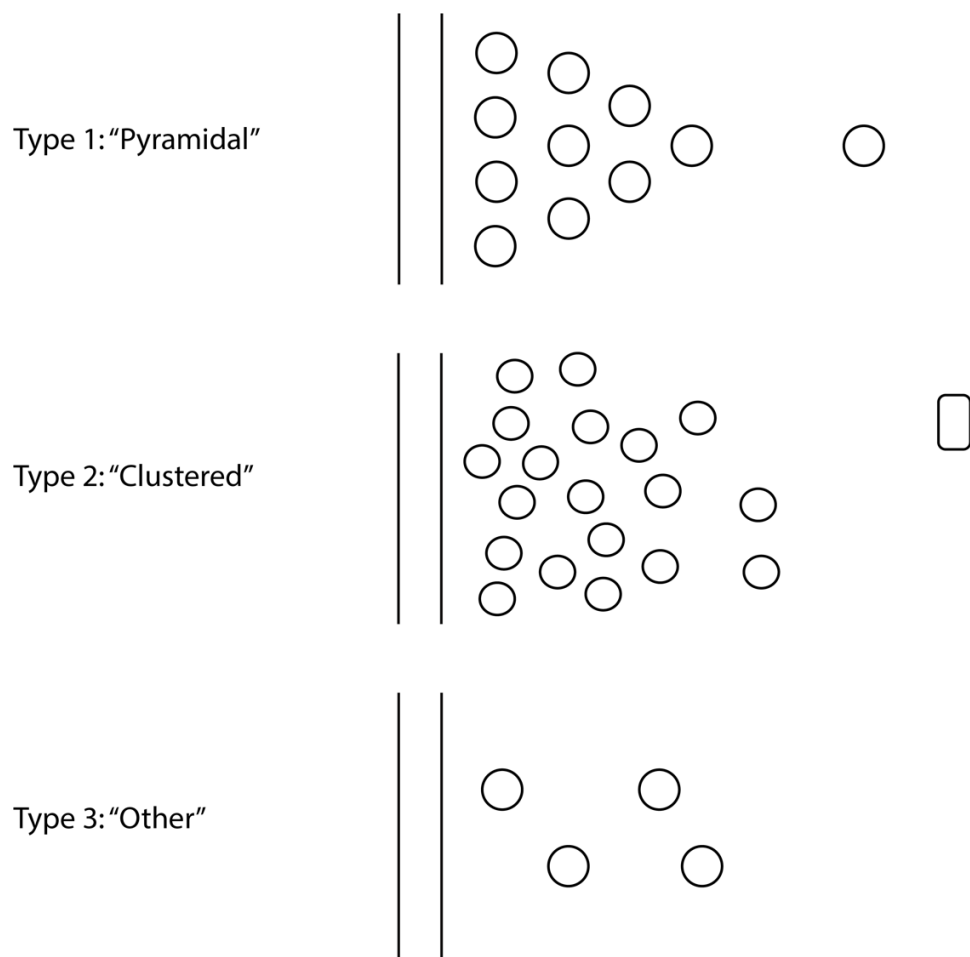 Type 1: “Pyramidal”
Type 2: “Clustered”
Type 3: “Other”